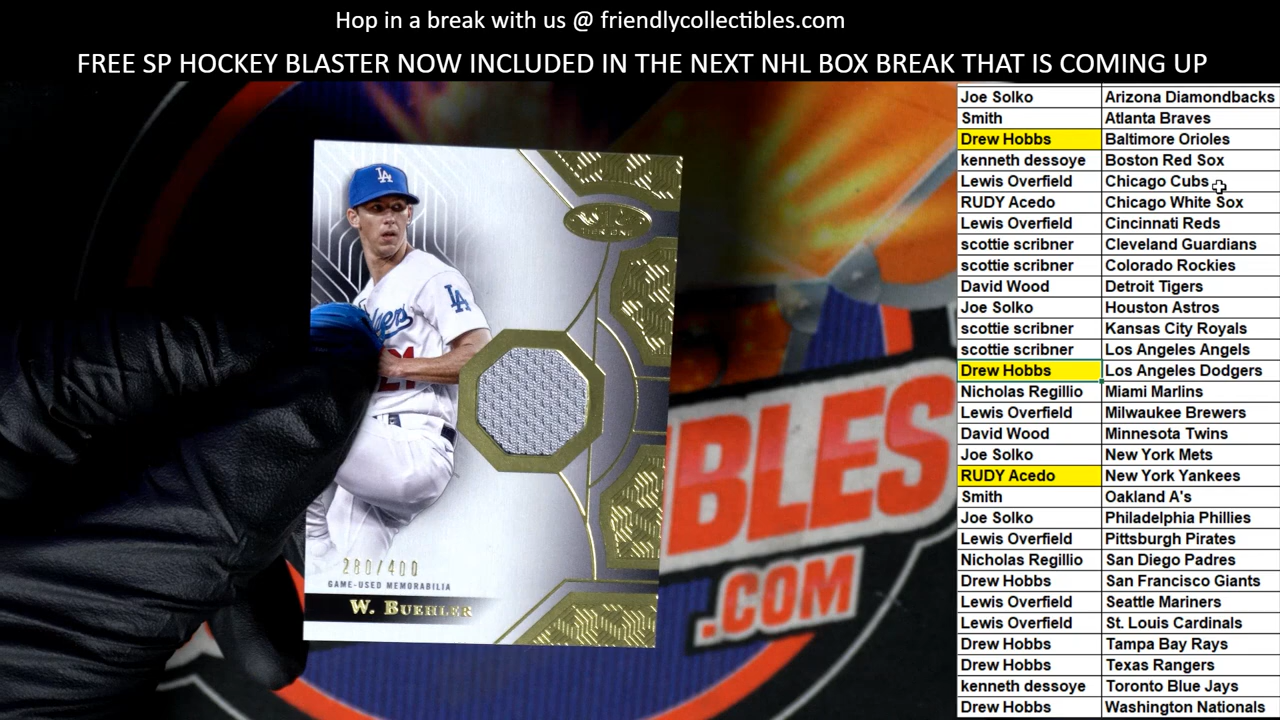 Hop in a break with us @ friendlycollectibles.com
FREE SP HOCKEY BLASTER NOW INCLUDED IN THE NEXT NHL BOX BREAK THAT IS COMING UP
Joe Solko Arizona Diamondbacks
Smith Atlanta Braves
Drew Hobbs Baltimore Orioles
kenneth dessoye Boston Red Sox
Lewis Overfield Chicago Cubs
RUDY Acedo Chicago White Sox
Lewis Overfield Cincinnati Reds
scottie scribner Cleveland Guardians
scottie scribner Colorado Rockies
David Wood Detroit Tigers
Joe Solko Houston Astros
scottie scribner Kansas City Royals
scottie scribner Los Angeles Angels
Drew Hobbs Los Angeles Dodgers
Nicholas Regillio Miami Marlins
Lewis Overfield Milwaukee Brewers
David Wood Minnesota Twins
Joe Solko New York Mets
RUDY Acedo New York Yankees
Smith Oakland A's
Joe Solko Philadelphia Phillies
Lewis Overfield Pittsburgh Pirates
Nicholas Regillio San Diego Padres
Drew Hobbs San Francisco Giants
Lewis Overfield Seattle Mariners
Lewis Overfield St. Louis Cardinals
Drew Hobbs Tampa Bay Rays
Drew Hobbs Texas Rangers
kenneth dessoye Toronto Blue Jays
Drew Hobbs Washington Nationals
LA
LA
TIER ONE
21
280/400
GAME-USED MEMORABILIA
W. BUEHLER
BLES
.COM